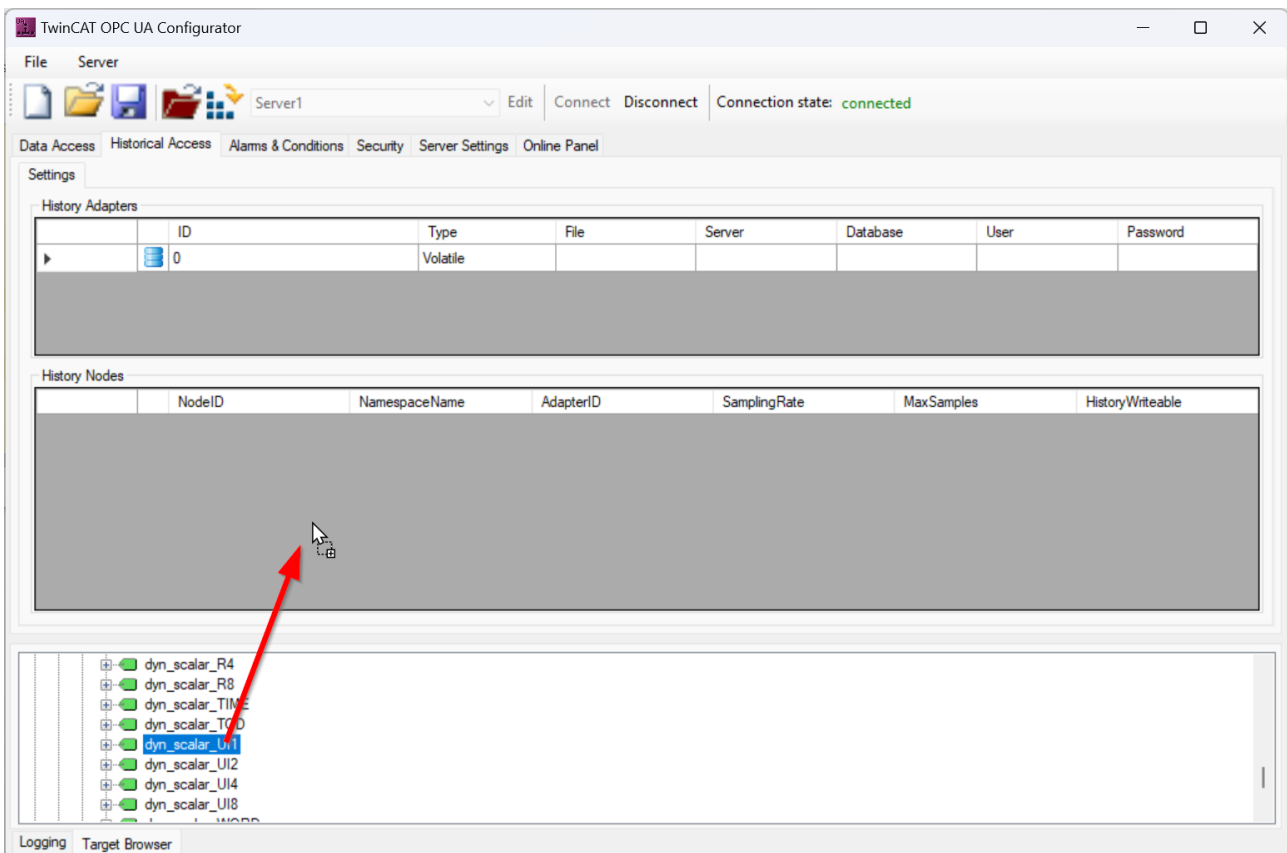 TwinCAT OPC UA Configurator
File Server
Server1 Edit Connect Disconnect Connection state: connected
Data Access Historical Access Alarms & Conditions Security Server Settings Online Panel
Settings
History Adapters
ID Type File Server Database User Password
0 Volatile
History Nodes
NodeID NamespaceName AdapterID SamplingRate MaxSamples HistoryWriteable
dyn_scalar_R4
dyn_scalar_R8
dyn_scalar_TIME
dyn_scalar_TOD
dyn_scalar_UI1
dyn_scalar_UI2
dyn_scalar_UI4
dyn_scalar_UI8
Logging Target Browser